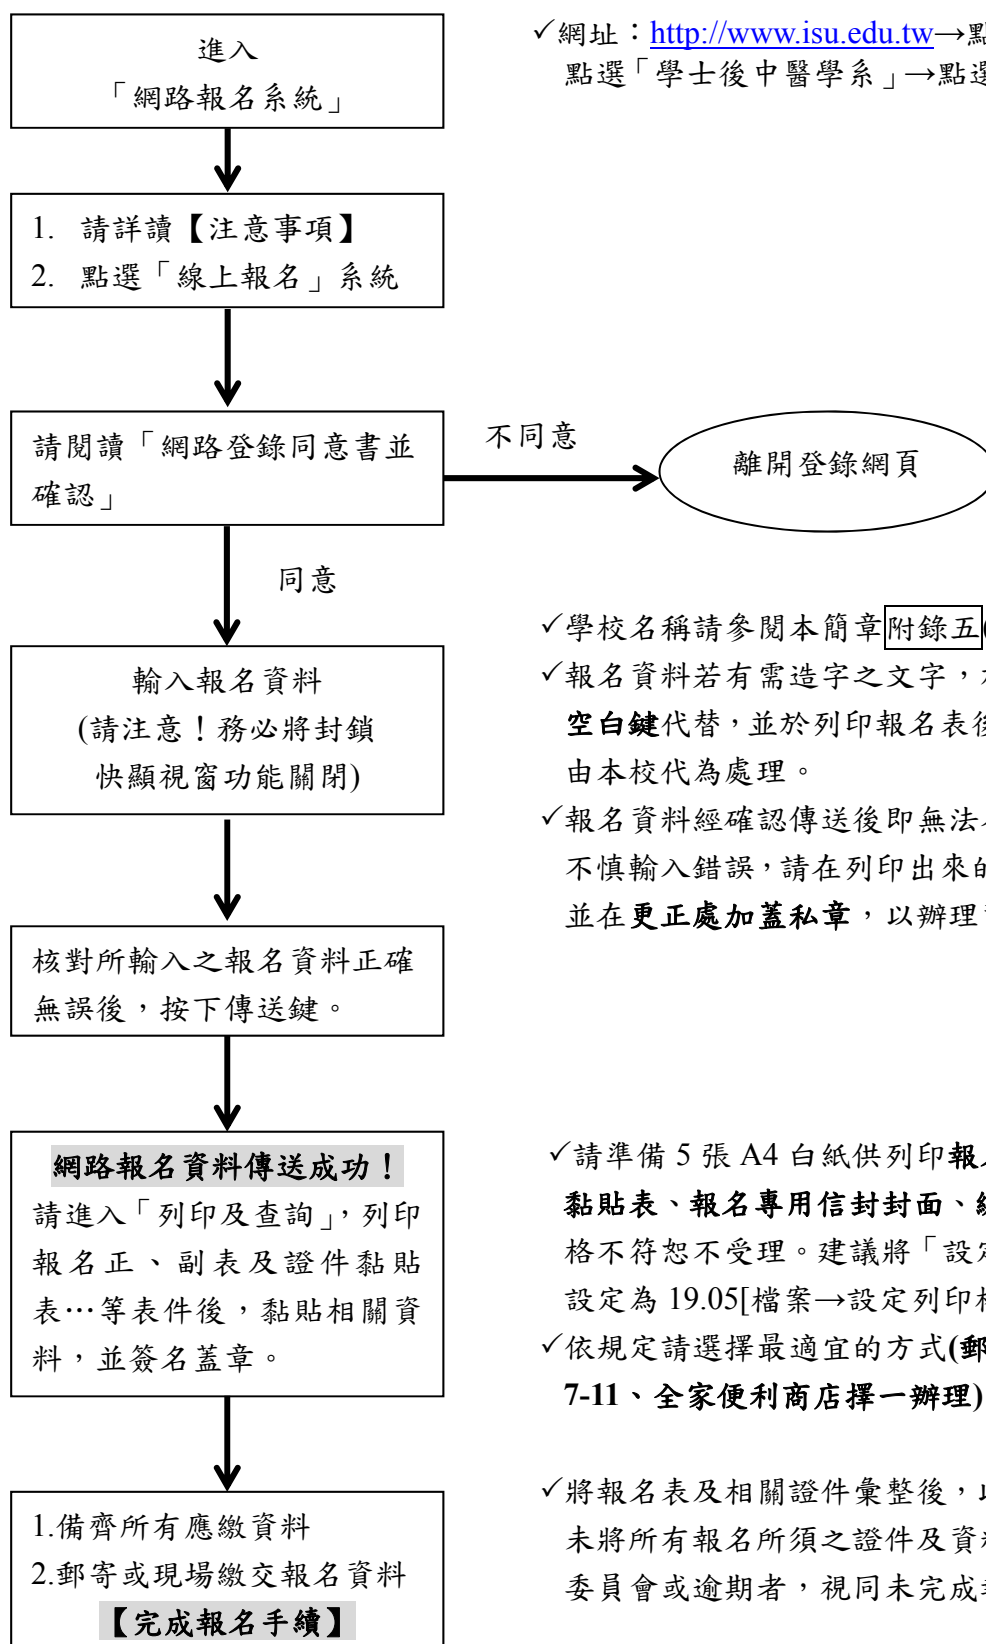 進入
「網路報名系統」
✓網址：http://www.isu.edu.tw→點
點選「學士後中醫學系」→點選
1. 請詳讀【注意事項】
2. 點選「線上報名」系統
請閱讀「網路登錄同意書並
確認」
不同意
離開登錄網頁
同意
輸入報名資料
(請注意！務必將封鎖
快顯視窗功能關閉)
✓學校名稱請參閱本簡章附錄五(
✓報名資料若有需造字之文字，
空白鍵代替，並於列印報名表後
由本校代為處理。
✓報名資料經確認傳送後即無法
不慎輸入錯誤，請在列印出來的
並在更正處加蓋私章，以辦理
核對所輸入之報名資料正確
無誤後，按下傳送鍵。
網路報名資料傳送成功！
請進入「列印及查詢」，列印
報名正、副表及證件黏貼
表…等表件後，黏貼相關資
料，並簽名蓋章。
✓請準備 5 張 A4 白紙供列印報名
黏貼表、報名專用信封封面、
格不符恕不受理。建議將「設定
設定為 19.05[檔案→設定列印格
✓依規定請選擇最適宜的方式(郵
7-11、全家便利商店擇一辦理)
1.備齊所有應繳資料
2.郵寄或現場繳交報名資料
【完成報名手續】
✓將報名表及相關證件彙整後，以
未將所有報名所須之證件及資料
委員會或逾期者，視同未完成報